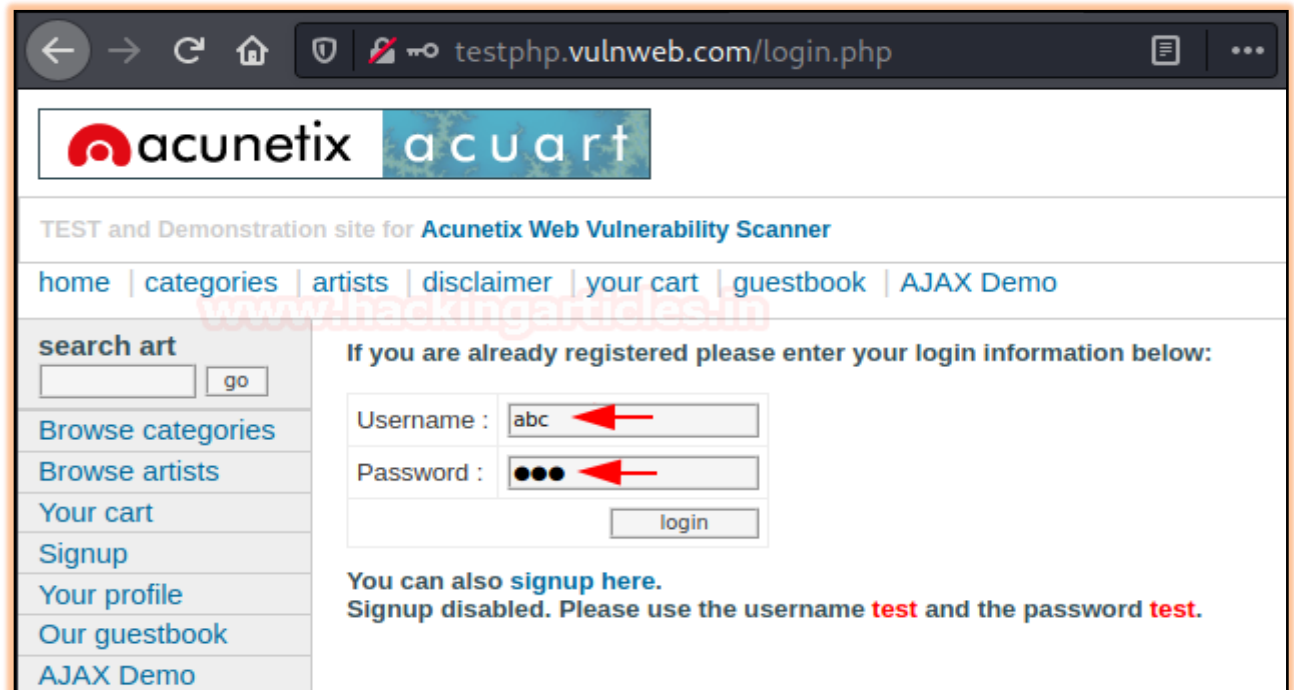 testphp.vulnweb.com/login.php
acunetix acuart
TEST and Demonstration site for Acunetix Web Vulnerability Scanner
home | categories | artists | disclaimer | your cart | guestbook | AJAX Demo
www.hackingarticles.in
search art
go
Browse categories
Browse artists
Your cart
Signup
Your profile
Our guestbook
AJAX Demo
If you are already registered please enter your login information below:
Username : abc
Password : ●●●
login
You can also signup here.
Signup disabled. Please use the username test and the password test.